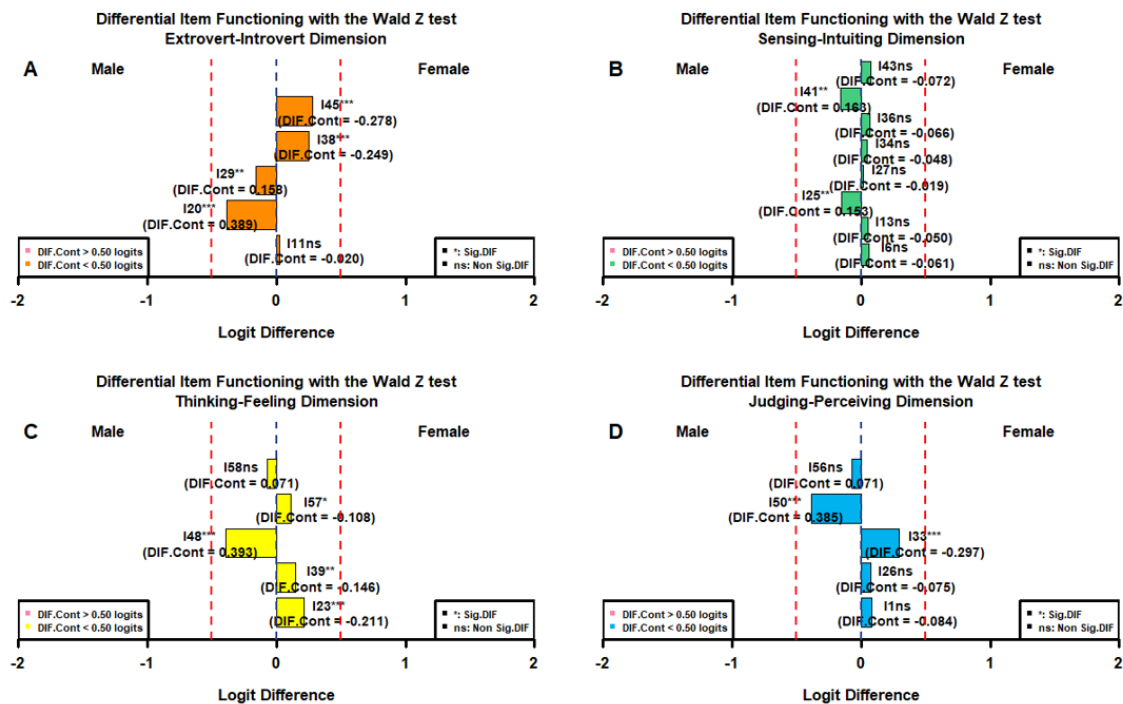 Differential Item Functioning with the Wald Z test
Extrovert-Introvert Dimension
A
Male
Female
I45***
(DIF.Cont = -0.278)
I38***
(DIF.Cont = -0.249)
I29**
(DIF.Cont = 0.158)
I20***
(DIF.Cont = 0.389)
I11ns
(DIF.Cont = -0.020)
DIF.Cont > 0.50 logits
DIF.Cont < 0.50 logits
*: Sig.DIF
ns: Non Sig.DIF
-2 -1 0 1 2
Logit Difference
Differential Item Functioning with the Wald Z test
Sensing-Intuiting Dimension
B
Male
Female
I43ns
(DIF.Cont = -0.072)
I41**
(DIF.Cont = 0.163)
I36ns
(DIF.Cont = -0.066)
I34ns
(DIF.Cont = -0.048)
I27ns
(DIF.Cont = -0.019)
I25**
(DIF.Cont = 0.153)
I13ns
(DIF.Cont = -0.050)
I6ns
(DIF.Cont = -0.061)
DIF.Cont > 0.50 logits
DIF.Cont < 0.50 logits
*: Sig.DIF
ns: Non Sig.DIF
-2 -1 0 1 2
Logit Difference
Differential Item Functioning with the Wald Z test
Thinking-Feeling Dimension
C
Male
Female
I58ns
(DIF.Cont = 0.071)
I57*
(DIF.Cont = -0.108)
I48***
(DIF.Cont = 0.393)
I39**
(DIF.Cont = -0.146)
I23***
(DIF.Cont = -0.211)
DIF.Cont > 0.50 logits
DIF.Cont < 0.50 logits
*: Sig.DIF
ns: Non Sig.DIF
-2 -1 0 1 2
Logit Difference
Differential Item Functioning with the Wald Z test
Judging-Perceiving Dimension
D
Male
Female
I56ns
(DIF.Cont = 0.071)
I50***
(DIF.Cont = 0.385)
I33***
(DIF.Cont = -0.297)
I26ns
(DIF.Cont = -0.075)
I1ns
(DIF.Cont = -0.084)
DIF.Cont > 0.50 logits
DIF.Cont < 0.50 logits
*: Sig.DIF
ns: Non Sig.DIF
-2 -1 0 1 2
Logit Difference